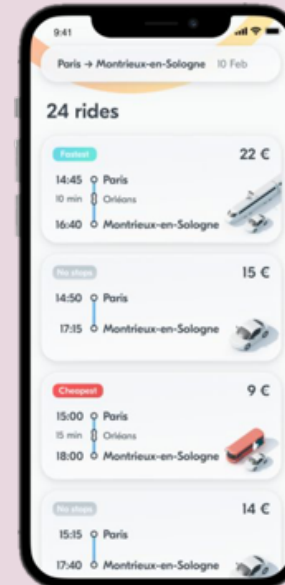 9:41
Paris → Montrieux-en-Sologne 10 Feb
24 rides
Fastest 22 €
14:45 Paris
10 min Orléans
16:40 Montrieux-en-Sologne
No stops 15 €
14:50 Paris
17:15 Montrieux-en-Sologne
Cheapest 9 €
15:00 Paris
15 min Orléans
18:00 Montrieux-en-Sologne
No stops 14 €
15:15 Paris
17:40 Montrieux-en-Sologne